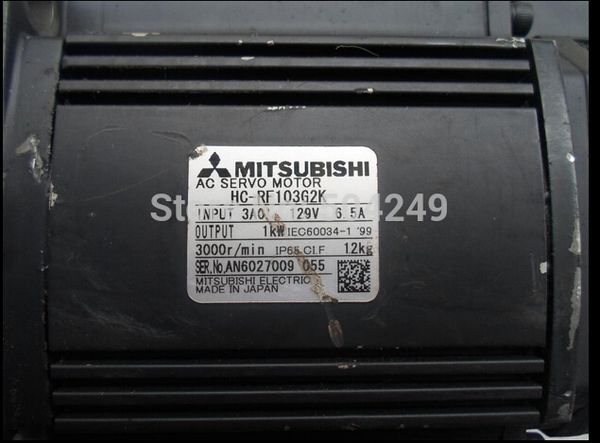 MITSUBISHI
AC SERVO MOTOR
HC-RF103G2K
INPUT 3AC 129V 6.5A
OUTPUT 1kW IEC60034-1 '99
3000r/min IP65 Cl.F 12kg
SER.No.AN6027009 055
MITSUBISHI ELECTRIC
MADE IN JAPAN